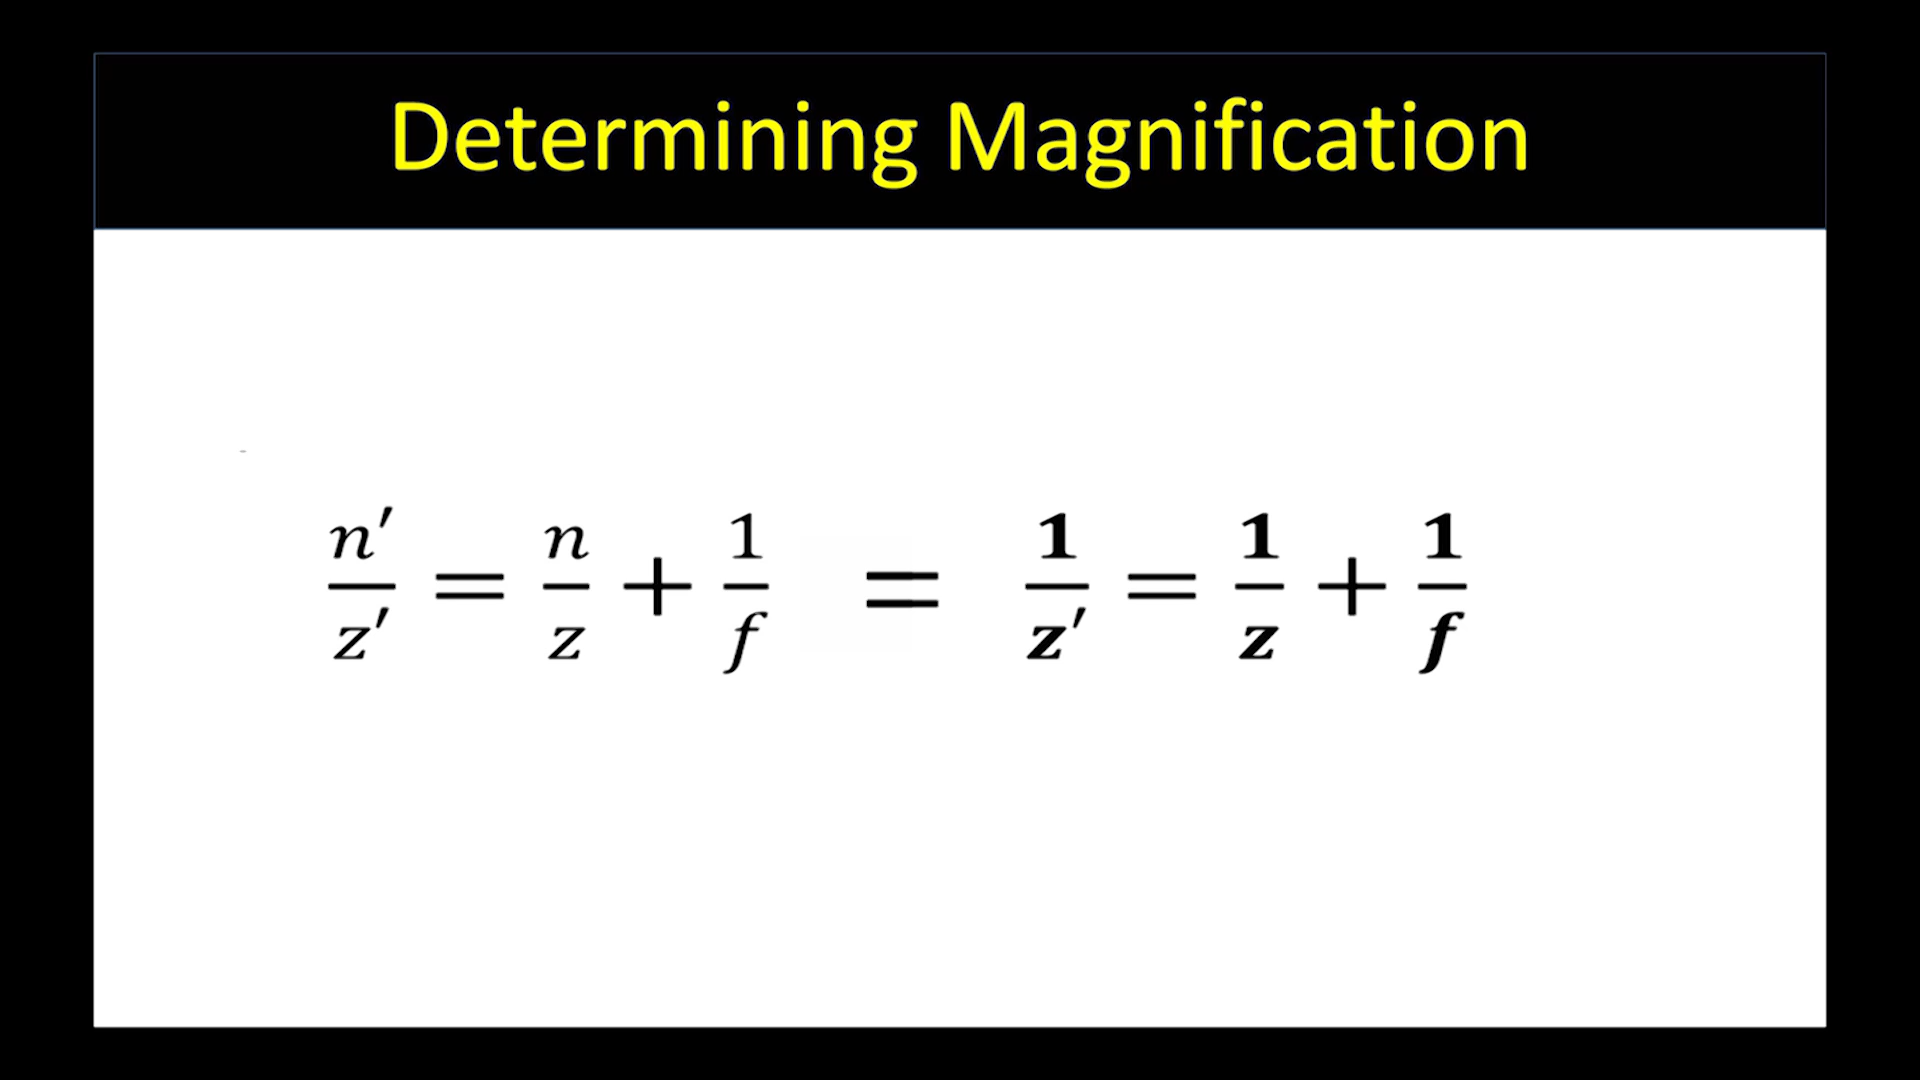 Determining Magnification
n′/z′ = n/z + 1/f = 1/z′ = 1/z + 1/f